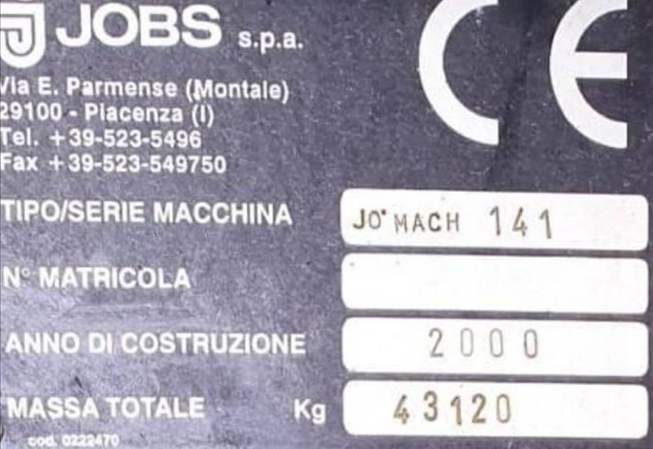 JOBS s.p.a.
CE
Via E. Parmense (Montale)
29100 - Piacenza (I)
Tel. +39-523-5496
Fax +39-523-549750
TIPO/SERIE MACCHINA JO'MACH 141
N° MATRICOLA
ANNO DI COSTRUZIONE 2000
MASSA TOTALE Kg 43120
cod. 0222470